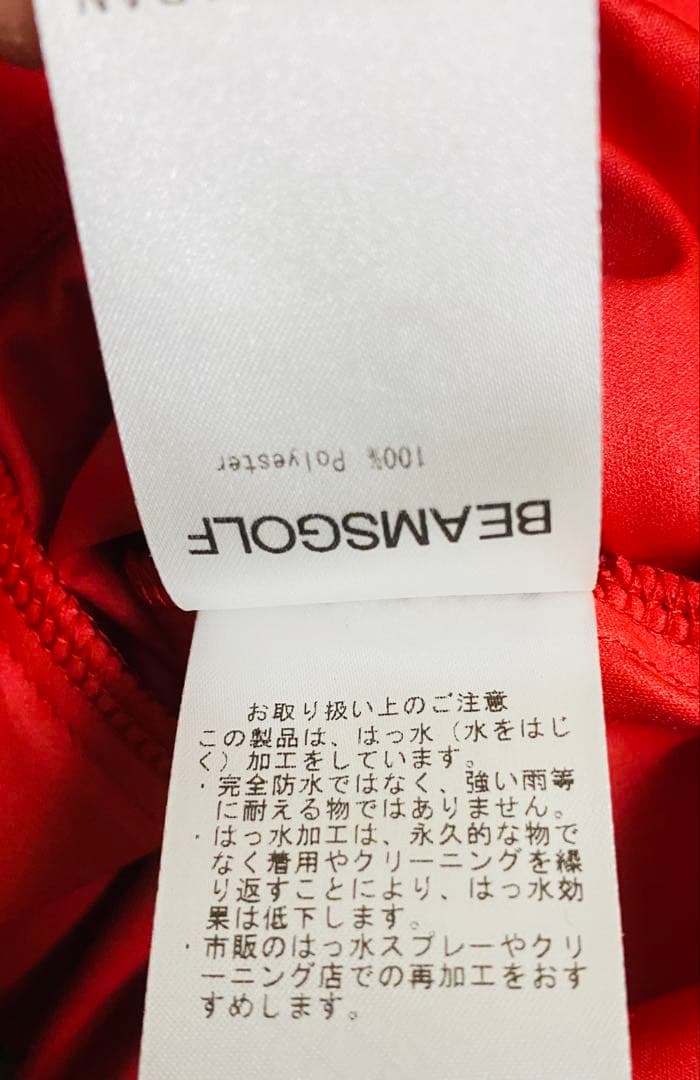 100% Polyester
BEAMSGOLF
お取り扱い上のご注意
この製品は、はっ水（水をはじ
く）加工をしています。
・完全防水ではなく、強い雨等
に耐える物ではありません。
・はっ水加工は、永久的な物で
なく着用やクリーニングを繰
り返すことにより、はっ水効
果は低下します。
・市販のはっ水スプレーやクリ
ーニング店での再加工をおす
すめします。